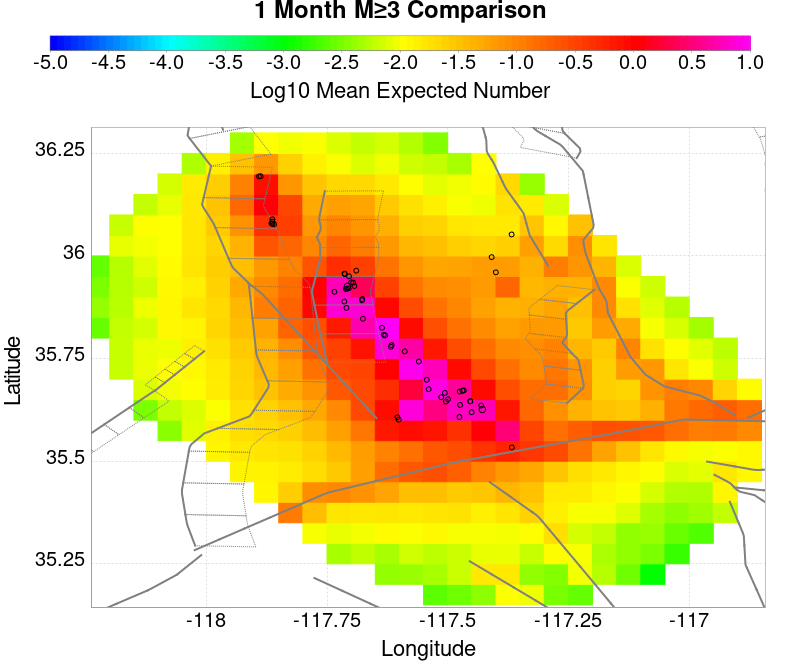 1 Month M≥3 Comparison
-5.0 -4.5 -4.0 -3.5 -3.0 -2.5 -2.0 -1.5 -1.0 -0.5 0.0 0.5 1.0
Log10 Mean Expected Number
36.25
36
35.75
35.5
35.25
Latitude
-118 -117.75 -117.5 -117.25 -117
Longitude